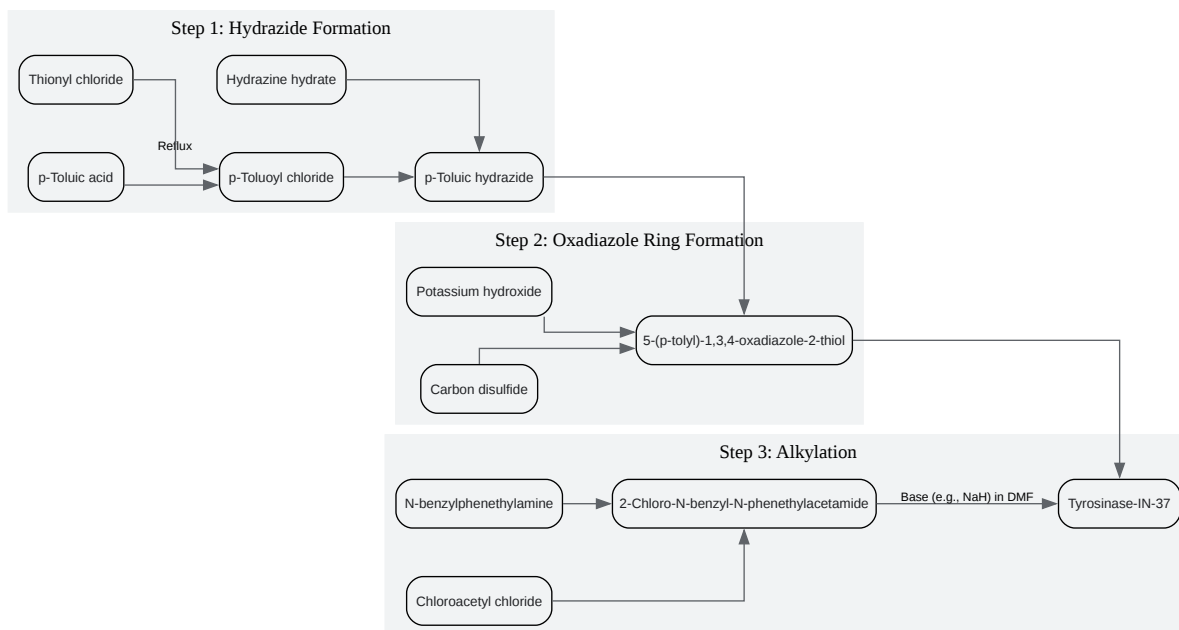 Step 1: Hydrazide Formation
Thionyl chloride
Hydrazine hydrate
Reflux
p-Toluic acid
p-Toluoyl chloride
p-Toluic hydrazide
Step 2: Oxadiazole Ring Formation
Potassium hydroxide
5-(p-tolyl)-1,3,4-oxadiazole-2-thiol
Carbon disulfide
Step 3: Alkylation
N-benzylphenethylamine
2-Chloro-N-benzyl-N-phenethylacetamide
Base (e.g., NaH) in DMF
Tyrosinase-IN-37
Chloroacetyl chloride